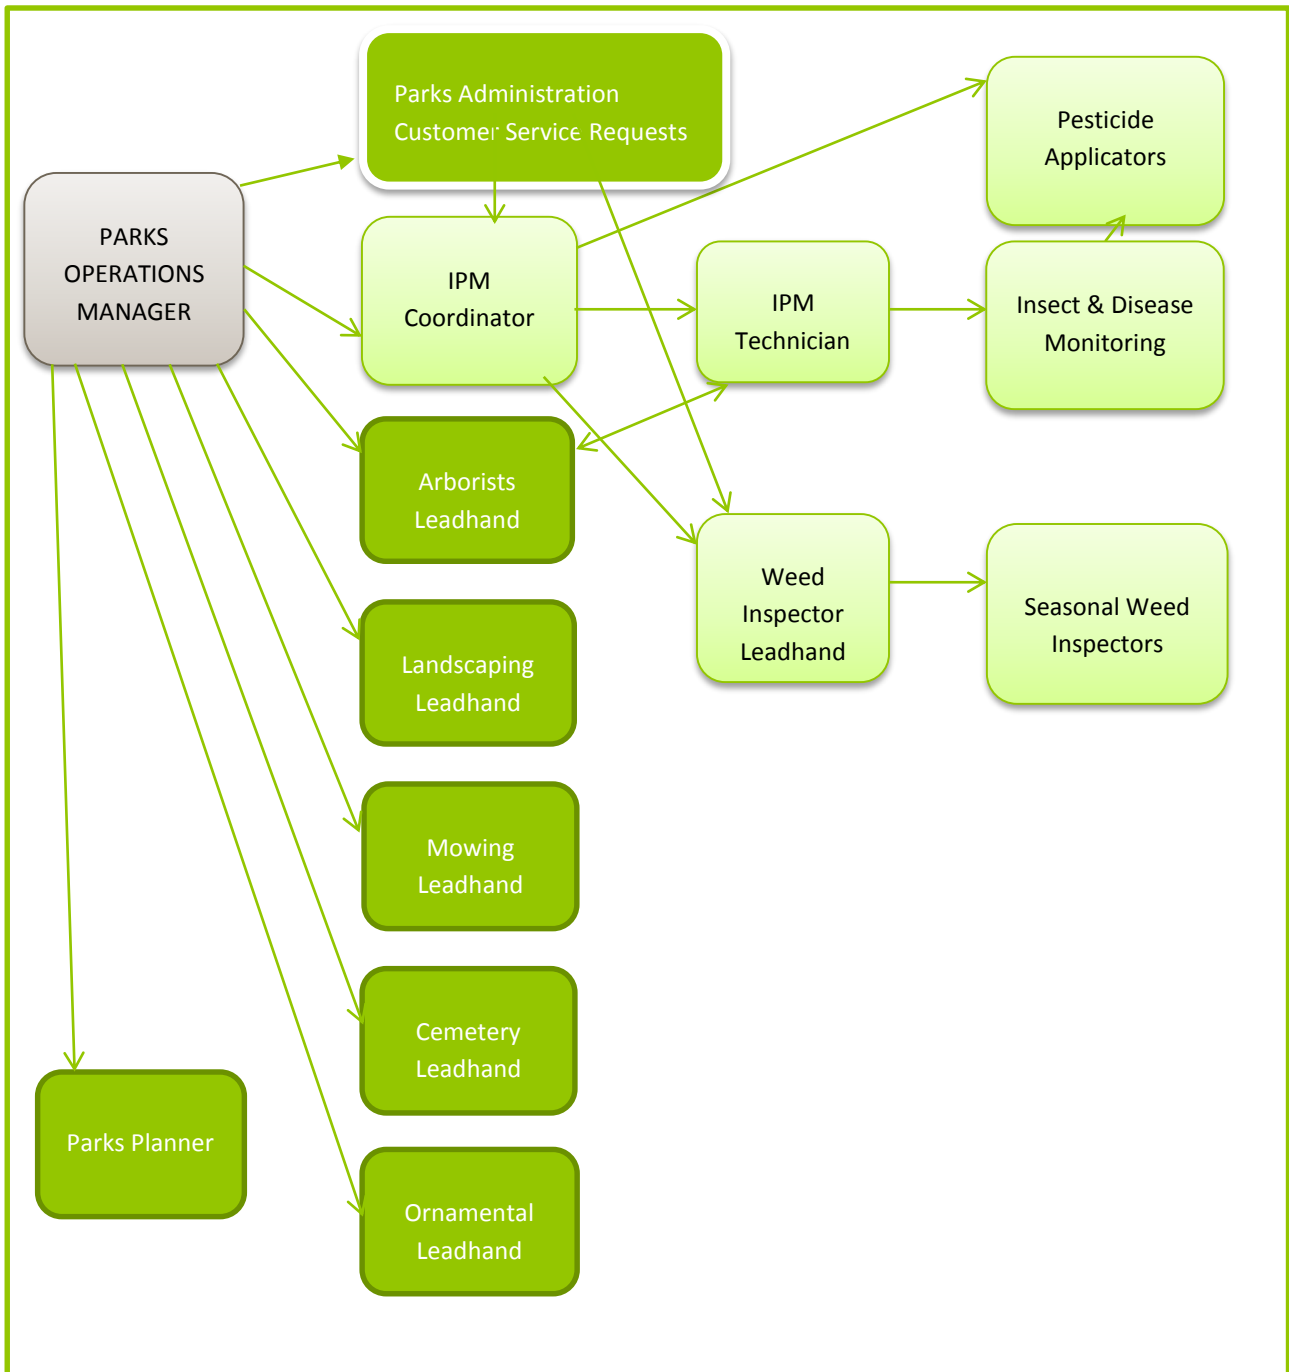 Parks Administration
Customer Service Requests
Pesticide
Applicators
PARKS
OPERATIONS
MANAGER
IPM
Coordinator
IPM
Technician
Insect & Disease
Monitoring
Arborists
Leadhand
Weed
Inspector
Leadhand
Seasonal Weed
Inspectors
Landscaping
Leadhand
Mowing
Leadhand
Cemetery
Leadhand
Parks Planner
Ornamental
Leadhand